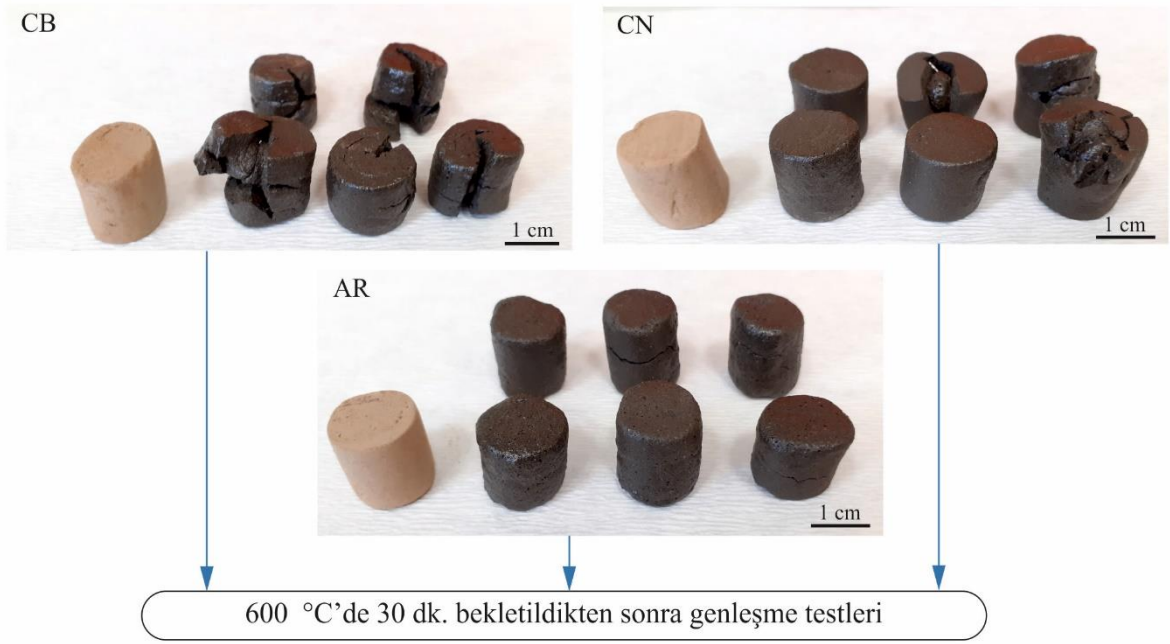 CB
CN
1 cm
1 cm
AR
1 cm
600 °C’de 30 dk. bekletildikten sonra genleşme testleri